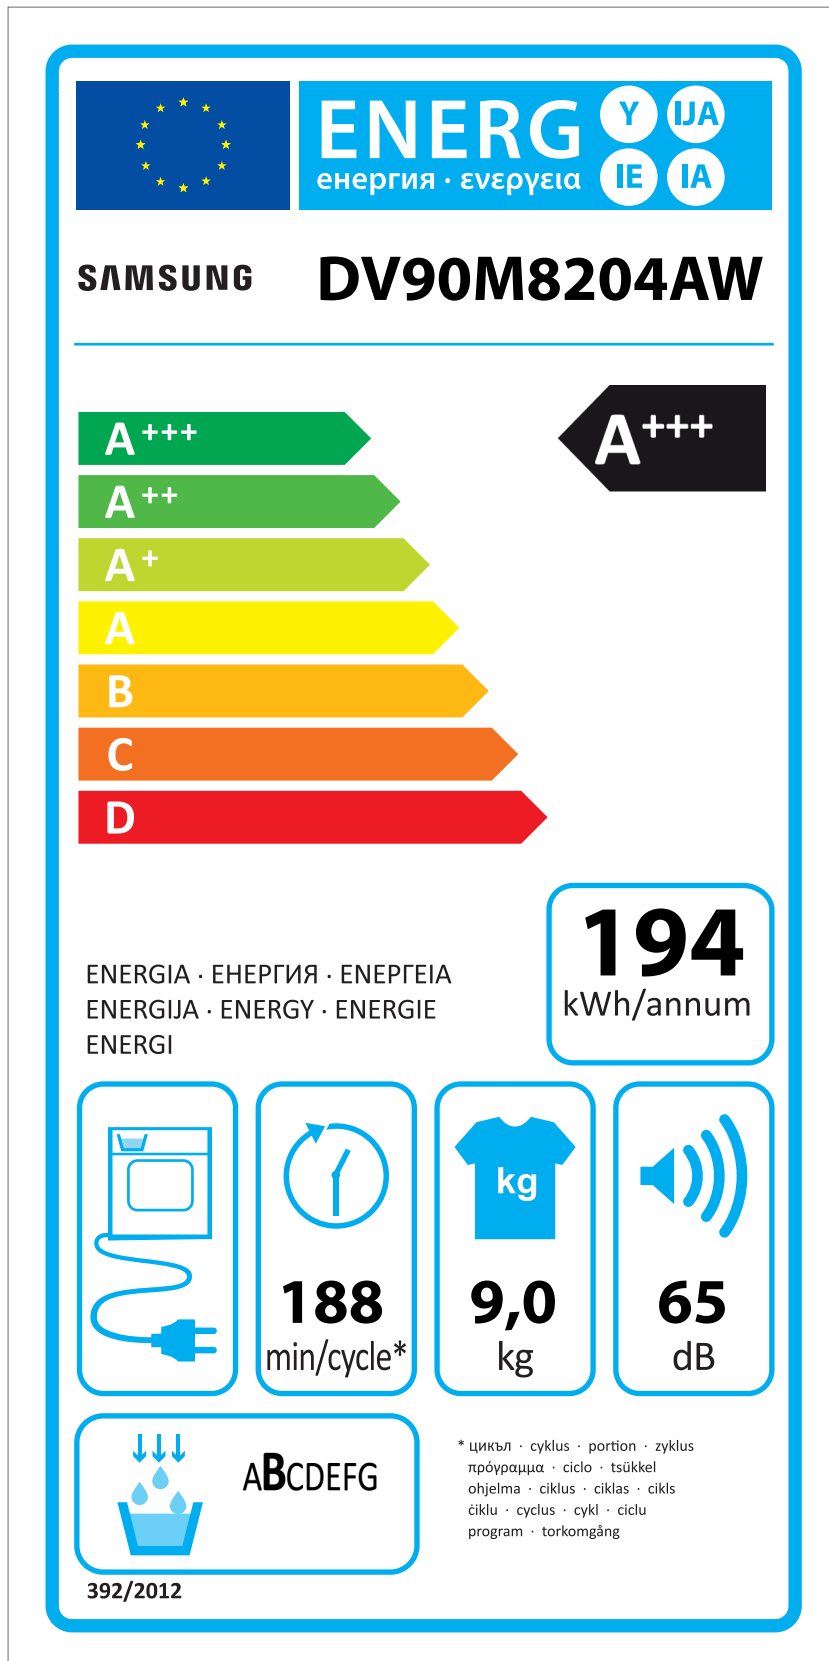 ENERG Y IJA
енергия · ενεργεια IE IA
SAMSUNG DV90M8204AW
A+++
A+++
A++
A+
A
B
C
D
194
kWh/annum
ENERGIA · ЕНЕРГИЯ · ΕΝΕΡΓΕΙΑ
ENERGIJA · ENERGY · ENERGIE
ENERGI
kg
188
min/cycle*
9,0
kg
65
dB
ABCDEFG
* цикъл · cyklus · portion · zyklus
πρόγραμμα · ciclo · tsükkel
ohjelma · ciklus · ciklas · cikls
ċiklu · cyclus · cykl · ciclu
program · torkomgång
392/2012